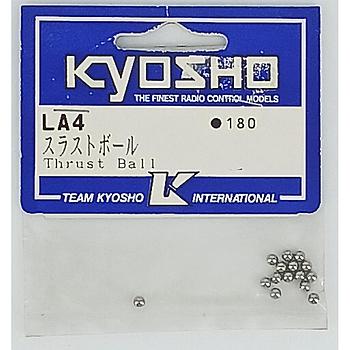 KYOSHO
THE FINEST RADIO CONTROL MODELS
LA4 ●180
スラストボール
Thrust Ball
TEAM KYOSHO K INTERNATIONAL